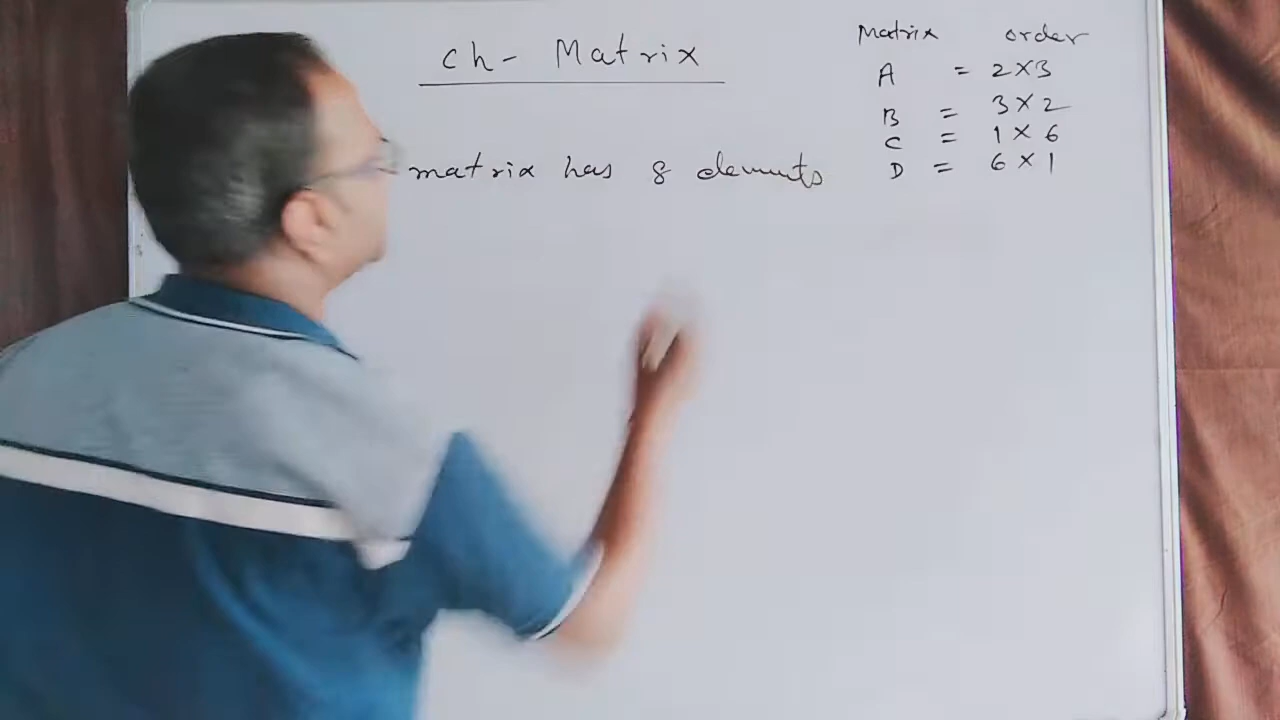 ch - Matrix
matrix has 8 elements
Matrix order
A = 2×3
B = 3×2
C = 1×6
D = 6×1